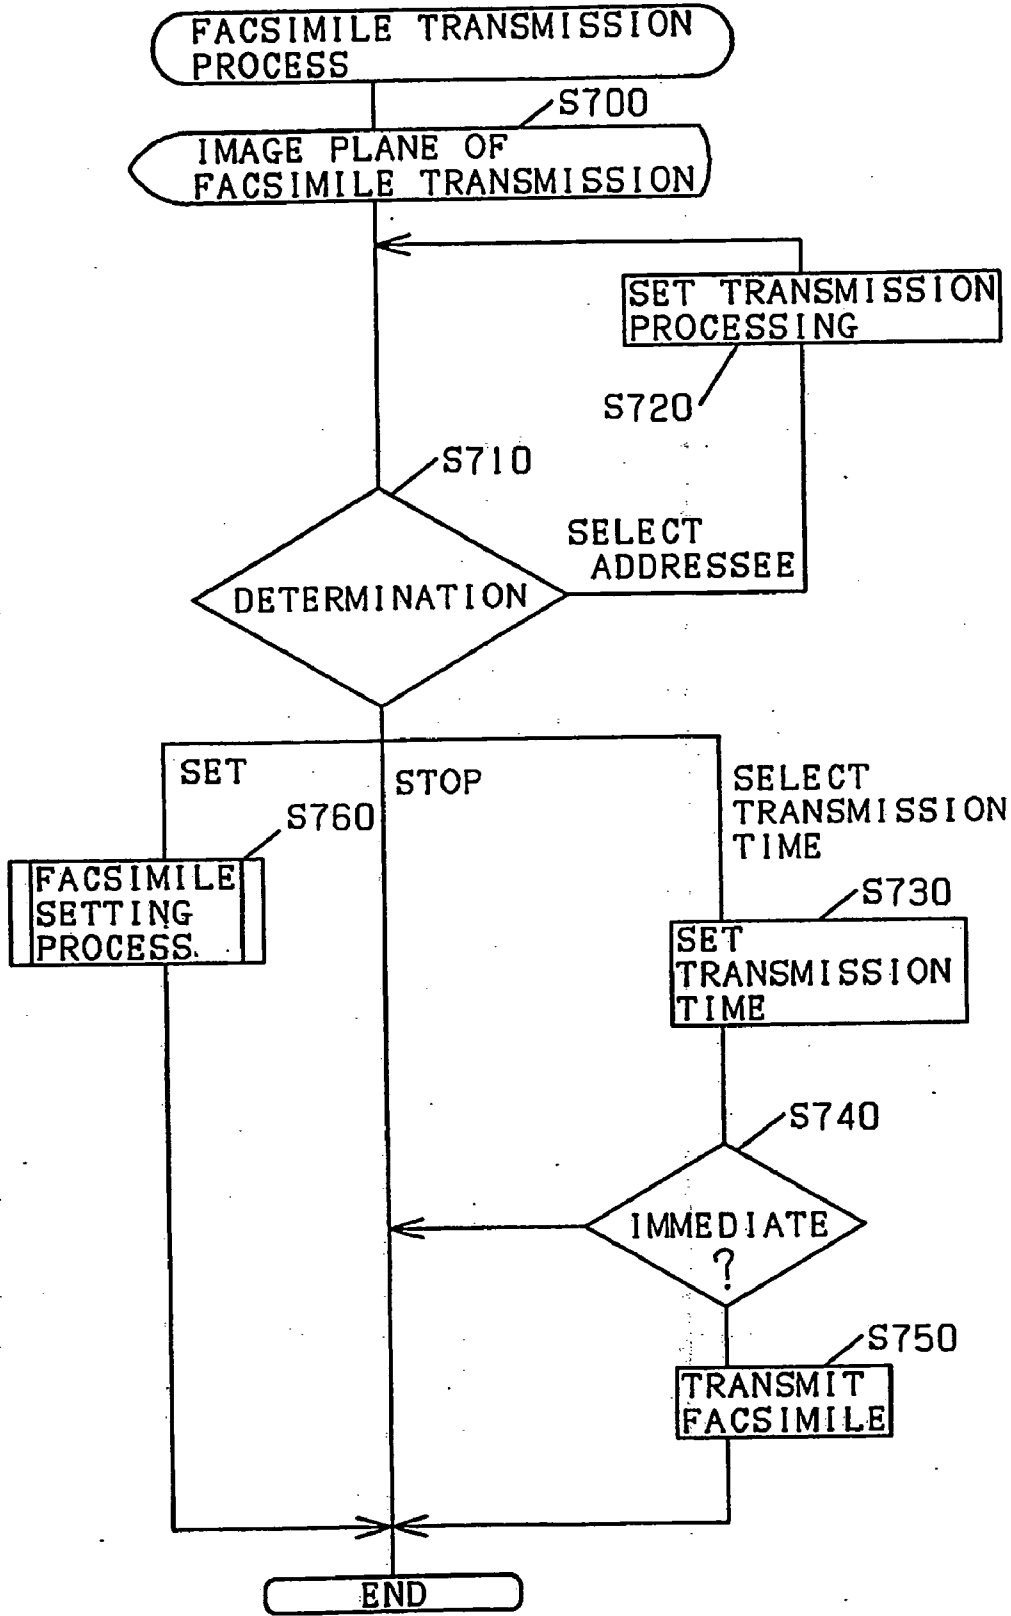 FACSIMILE TRANSMISSION
PROCESS
S700
IMAGE PLANE OF
FACSIMILE TRANSMISSION
SET TRANSMISSION
PROCESSING
S720
S710
SELECT
ADDRESSEE
DETERMINATION
SET
STOP
SELECT
TRANSMISSION
TIME
S760
FACSIMILE
SETTING
PROCESS
S730
SET
TRANSMISSION
TIME
S740
IMMEDIATE
?
S750
TRANSMIT
FACSIMILE
END